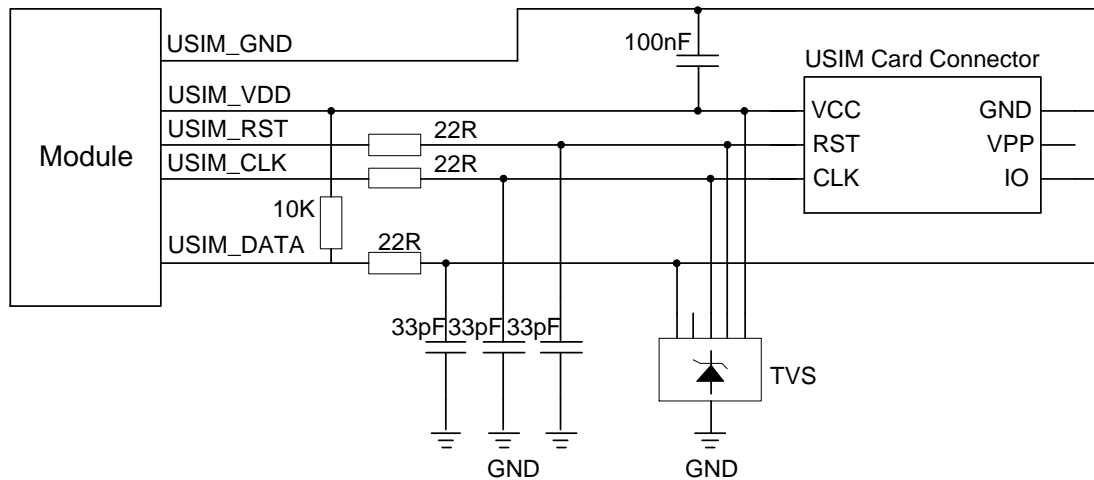 USIM_GND
100nF
USIM Card Connector
USIM_VDD
VCC
GND
USIM_RST
22R
RST
VPP
Module
USIM_CLK
22R
CLK
IO
10K
USIM_DATA
22R
33pF
33pF
33pF
TVS
GND
GND